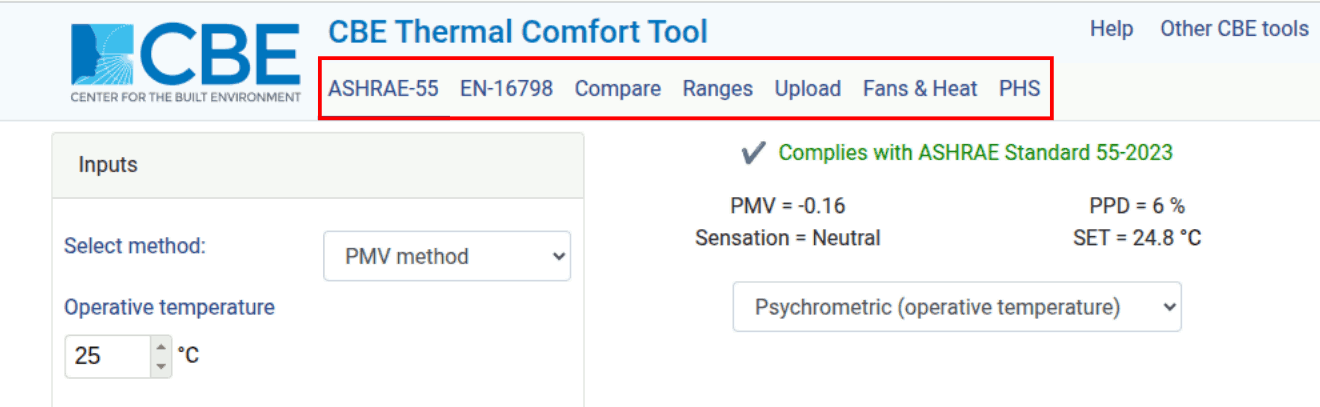 CBE Thermal Comfort Tool
Help Other CBE tools
CBE
CENTER FOR THE BUILT ENVIRONMENT
ASHRAE-55 EN-16798 Compare Ranges Upload Fans & Heat PHS
Inputs
Select method:
PMV method
Operative temperature
25 °C
Complies with ASHRAE Standard 55-2023
PMV = -0.16 PPD = 6 %
Sensation = Neutral SET = 24.8 °C
Psychrometric (operative temperature)